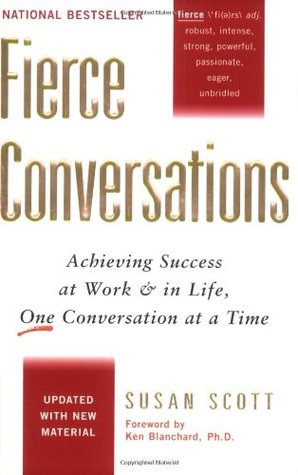 NATIONAL BESTSELLER
fierce \'fi(ə)rs\ adj.
robust, intense,
strong, powerful,
passionate,
eager,
unbridled
Fierce
Conversations
Achieving Success
at Work & in Life,
One Conversation at a Time
UPDATED
WITH NEW
MATERIAL
SUSAN SCOTT
Foreword by
Ken Blanchard, Ph.D.